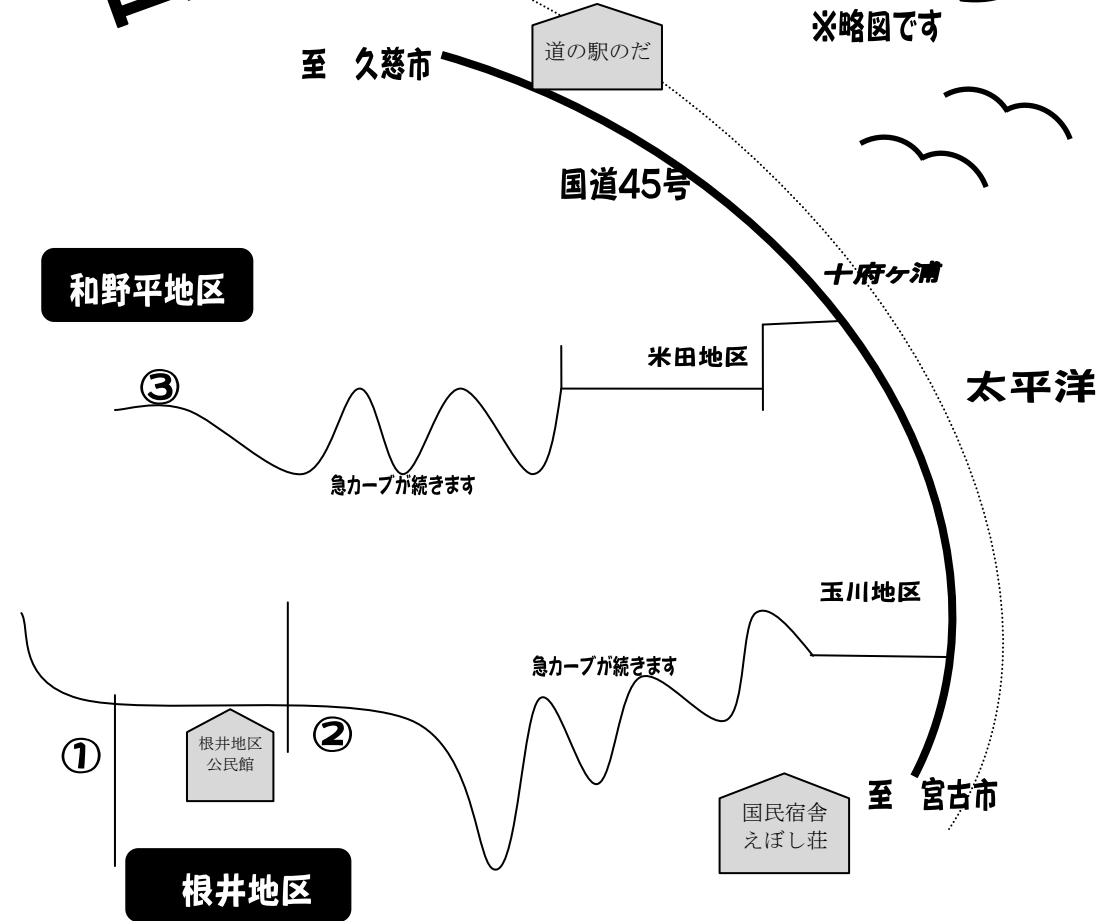 ※略図です
道の駅のだ
至　久慈市
国道45号
十府ヶ浦
和野平地区
米田地区
太平洋
③
急カーブが続きます
玉川地区
急カーブが続きます
②
①
根井地区
公民館
至　宮古市
国民宿舎
えぼし荘
根井地区